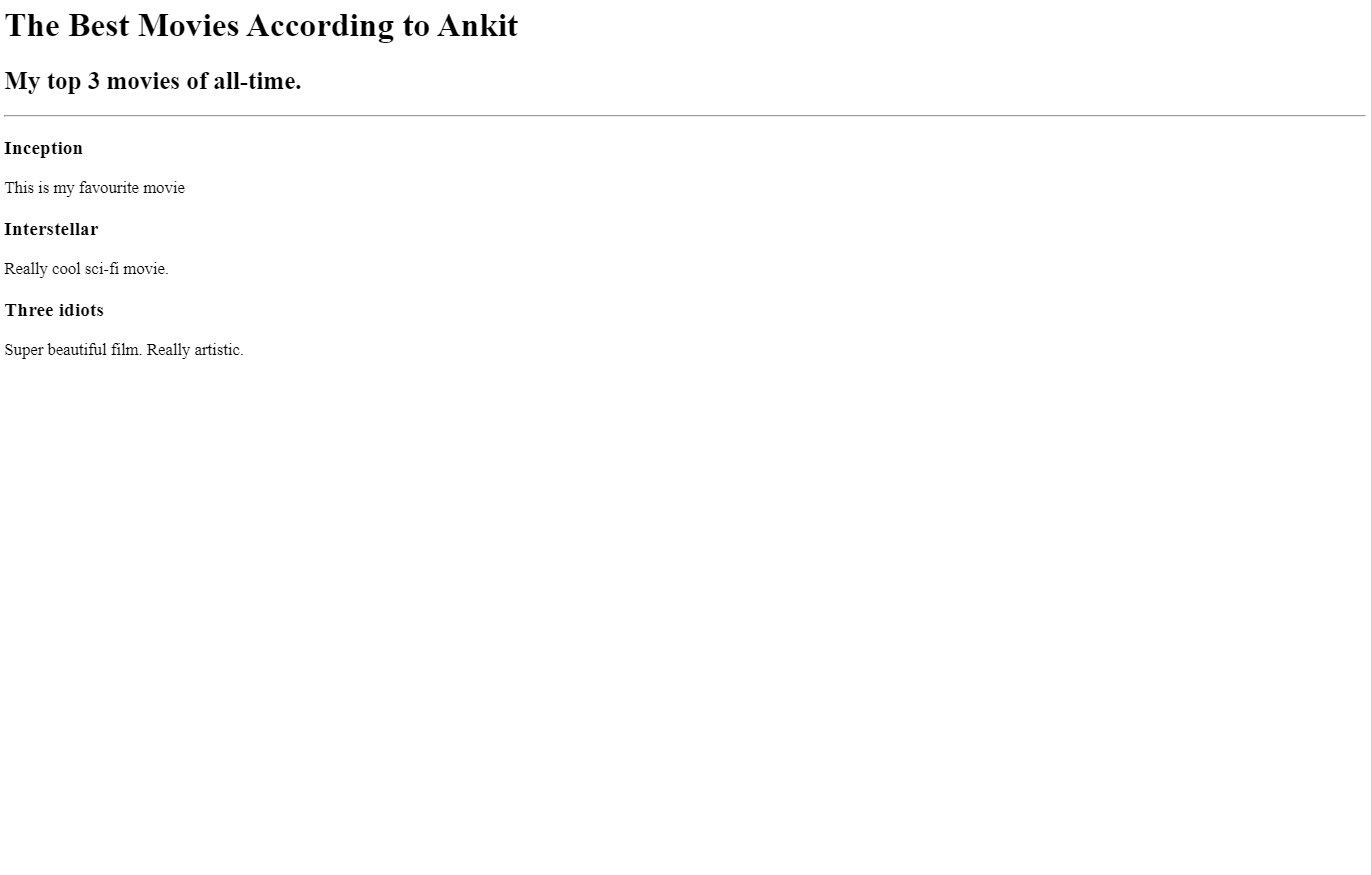 The Best Movies According to Ankit
My top 3 movies of all-time.
Inception
This is my favourite movie
Interstellar
Really cool sci-fi movie.
Three idiots
Super beautiful film. Really artistic.